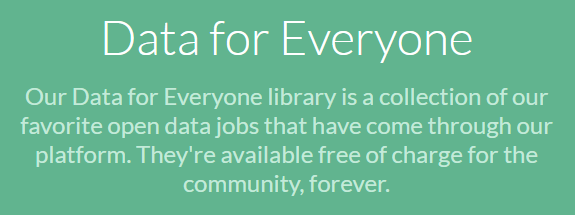 Data for Everyone
Our Data for Everyone library is a collection of our
favorite open data jobs that have come through our
platform. They're available free of charge for the
community, forever.